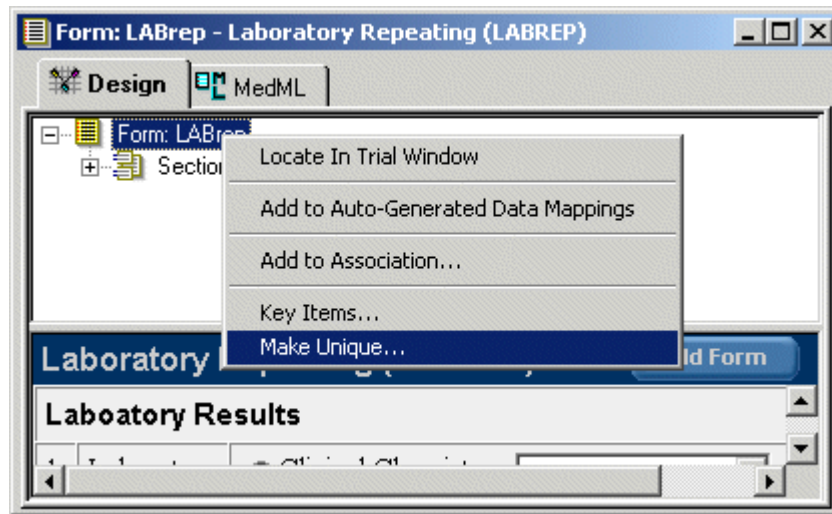 Form: LABrep - Laboratory Repeating (LABREP)
Design MedML
Form: LABrep
Section
Locate In Trial Window
Add to Auto-Generated Data Mappings
Add to Association...
Key Items...
Make Unique...
Laboratory
Form
Laboatory Results